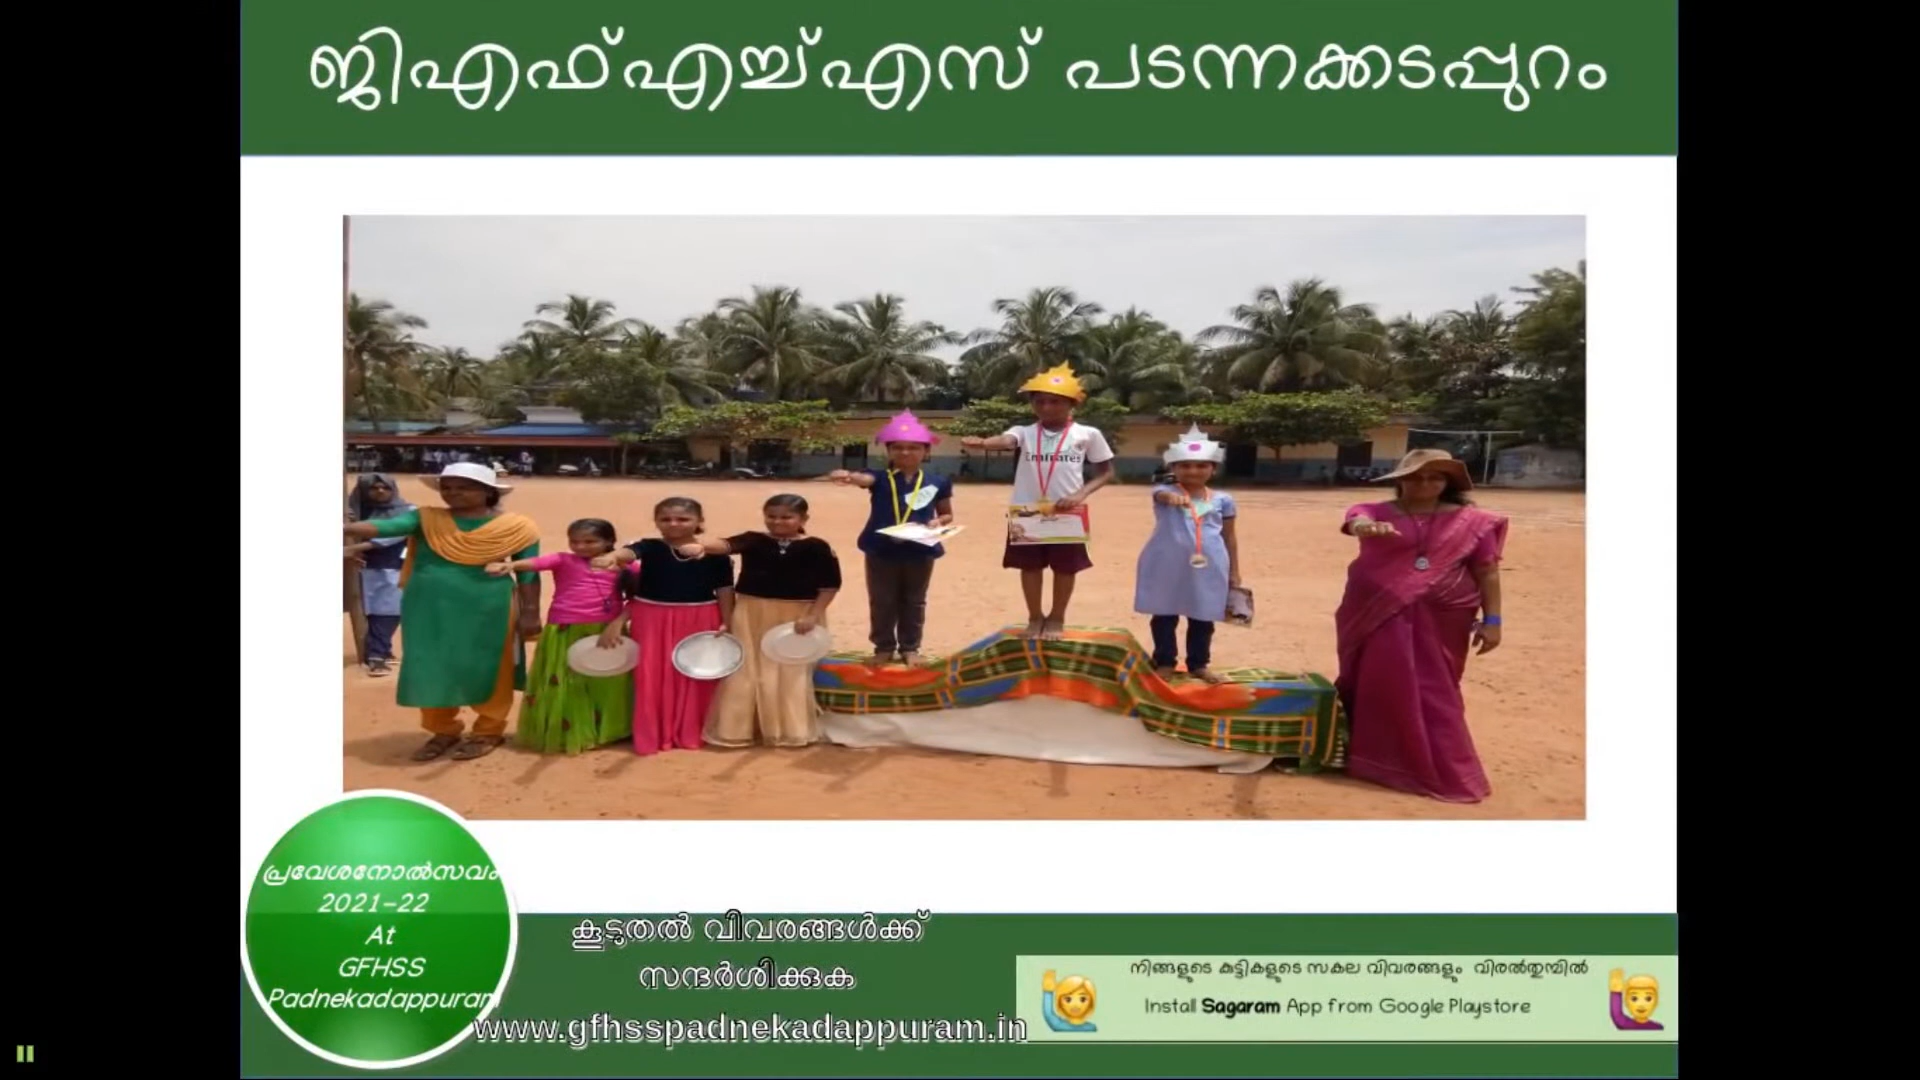 ജിഎഫ്എച്ച്എസ് പടന്നക്കടപ്പുറം
Emirates
പ്രവേശനോൽസവം
2021-22
At
GFHSS
Padnekadappuram
കൂടുതൽ വിവരങ്ങൾക്ക്
സന്ദർശിക്കുക
www.gfhsspadnekadappuram.in
നിങ്ങളുടെ കുട്ടികളുടെ സകല വിവരങ്ങളും വിരൽതുമ്പിൽ
Install Sagaram App from Google Playstore